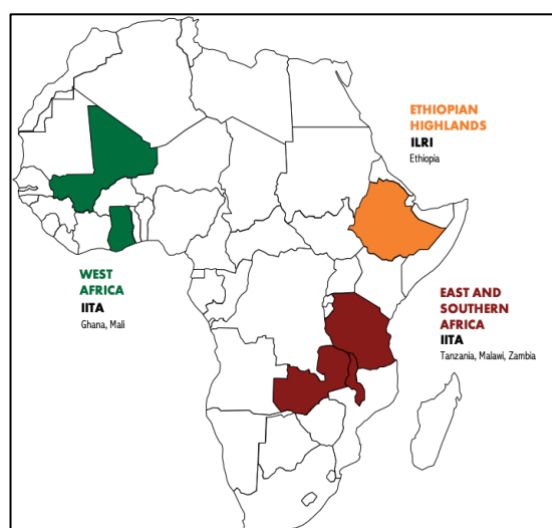 ETHIOPIAN
HIGHLANDS
ILRI
Ethiopia
WEST
AFRICA
IITA
Ghana, Mali
EAST AND
SOUTHERN
AFRICA
IITA
Tanzania, Malawi, Zambia